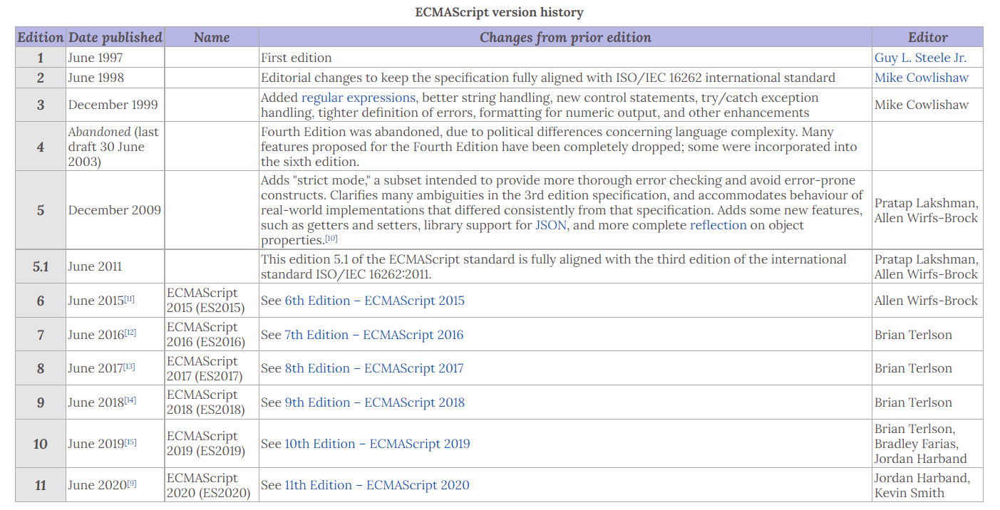 ECMAScript version history
Edition Date published Name Changes from prior edition Editor
1 June 1997 First edition Guy L. Steele Jr.
2 June 1998 Editorial changes to keep the specification fully aligned with ISO/IEC 16262 international standard Mike Cowlishaw
3 December 1999 Added regular expressions, better string handling, new control statements, try/catch exception
handling, tighter definition of errors, formatting for numeric output, and other enhancements Mike Cowlishaw
4 Abandoned (last
draft 30 June
2003) Fourth Edition was abandoned, due to political differences concerning language complexity. Many
features proposed for the Fourth Edition have been completely dropped; some were incorporated into
the sixth edition.
5 December 2009 Adds "strict mode," a subset intended to provide more thorough error checking and avoid error-prone
constructs. Clarifies many ambiguities in the 3rd edition specification, and accommodates behaviour of
real-world implementations that differed consistently from that specification. Adds some new features,
such as getters and setters, library support for JSON, and more complete reflection on object
properties.[10] Pratap Lakshman,
Allen Wirfs-Brock
5.1 June 2011 This edition 5.1 of the ECMAScript standard is fully aligned with the third edition of the international
standard ISO/IEC 16262:2011. Pratap Lakshman,
Allen Wirfs-Brock
6 June 2015[11] ECMAScript
2015 (ES2015) See 6th Edition – ECMAScript 2015 Allen Wirfs-Brock
7 June 2016[12] ECMAScript
2016 (ES2016) See 7th Edition – ECMAScript 2016 Brian Terlson
8 June 2017[13] ECMAScript
2017 (ES2017) See 8th Edition – ECMAScript 2017 Brian Terlson
9 June 2018[14] ECMAScript
2018 (ES2018) See 9th Edition – ECMAScript 2018 Brian Terlson
10 June 2019[15] ECMAScript
2019 (ES2019) See 10th Edition – ECMAScript 2019 Brian Terlson,
Bradley Farias,
Jordan Harband
11 June 2020[9] ECMAScript
2020 (ES2020) See 11th Edition – ECMAScript 2020 Jordan Harband,
Kevin Smith